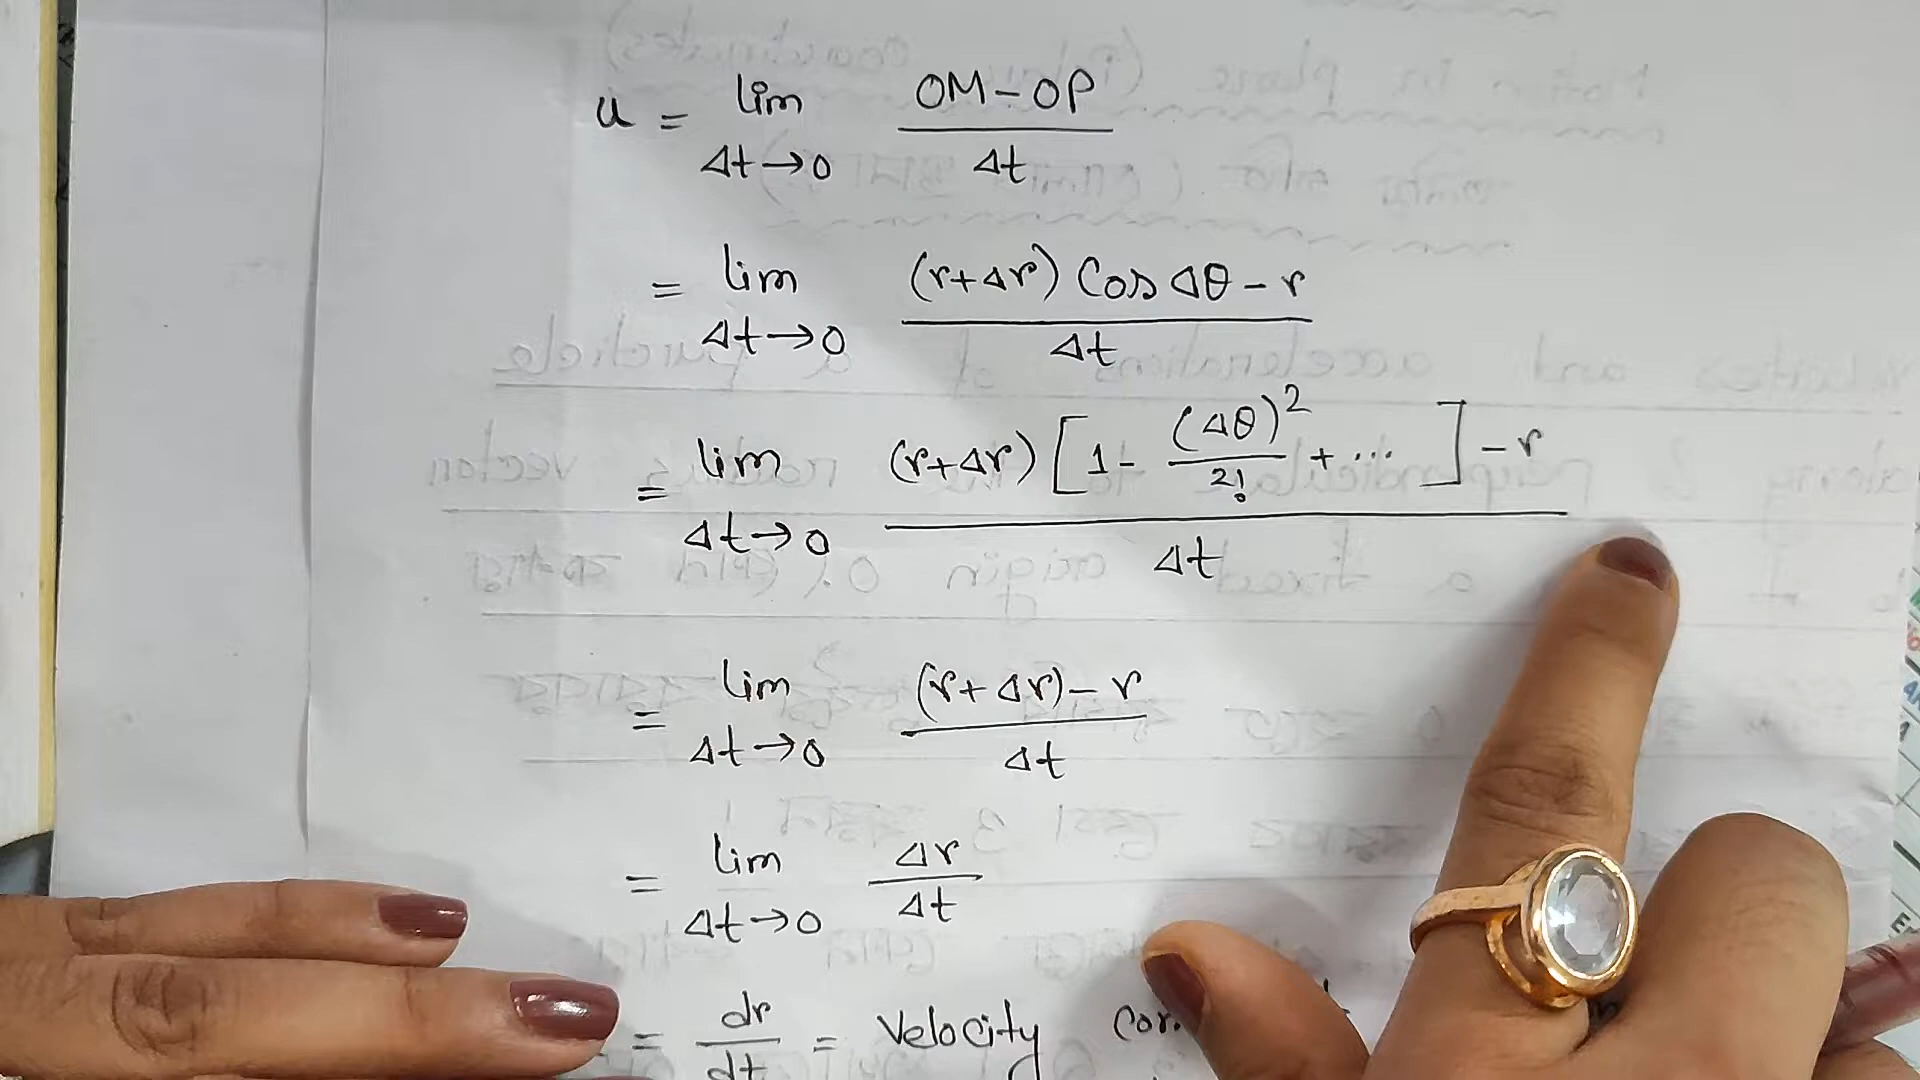 u = lim Δt→0 OM-OP / Δt
= lim Δt→0 (r+Δr) Cos Δθ - r / Δt
= lim Δt→0 (r+Δr) [1 - (Δθ)² / 2! + ...] - r / Δt
= lim Δt→0 (r+Δr) - r / Δt
= lim Δt→0 Δr / Δt
= dr / dt = Velocity